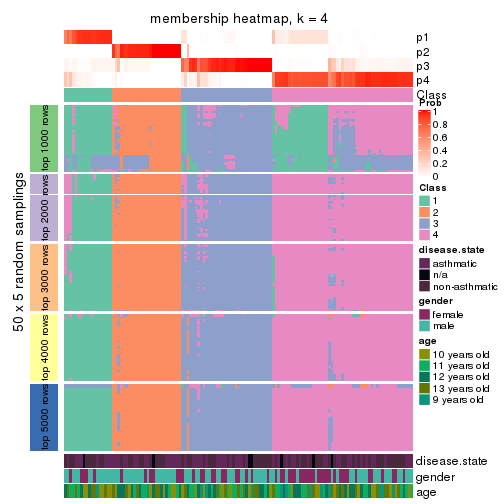 membership heatmap, k = 4
p1
p2
p3
p4
Class
50 x 5 random samplings
top 1000 rows
top 2000 rows
top 3000 rows
top 4000 rows
top 5000 rows
disease.state
gender
age
Prob
1
0.8
0.6
0.4
0.2
0
Class
1
2
3
4
disease.state
asthmatic
n/a
non-asthmatic
gender
female
male
age
10 years old
11 years old
12 years old
13 years old
9 years old